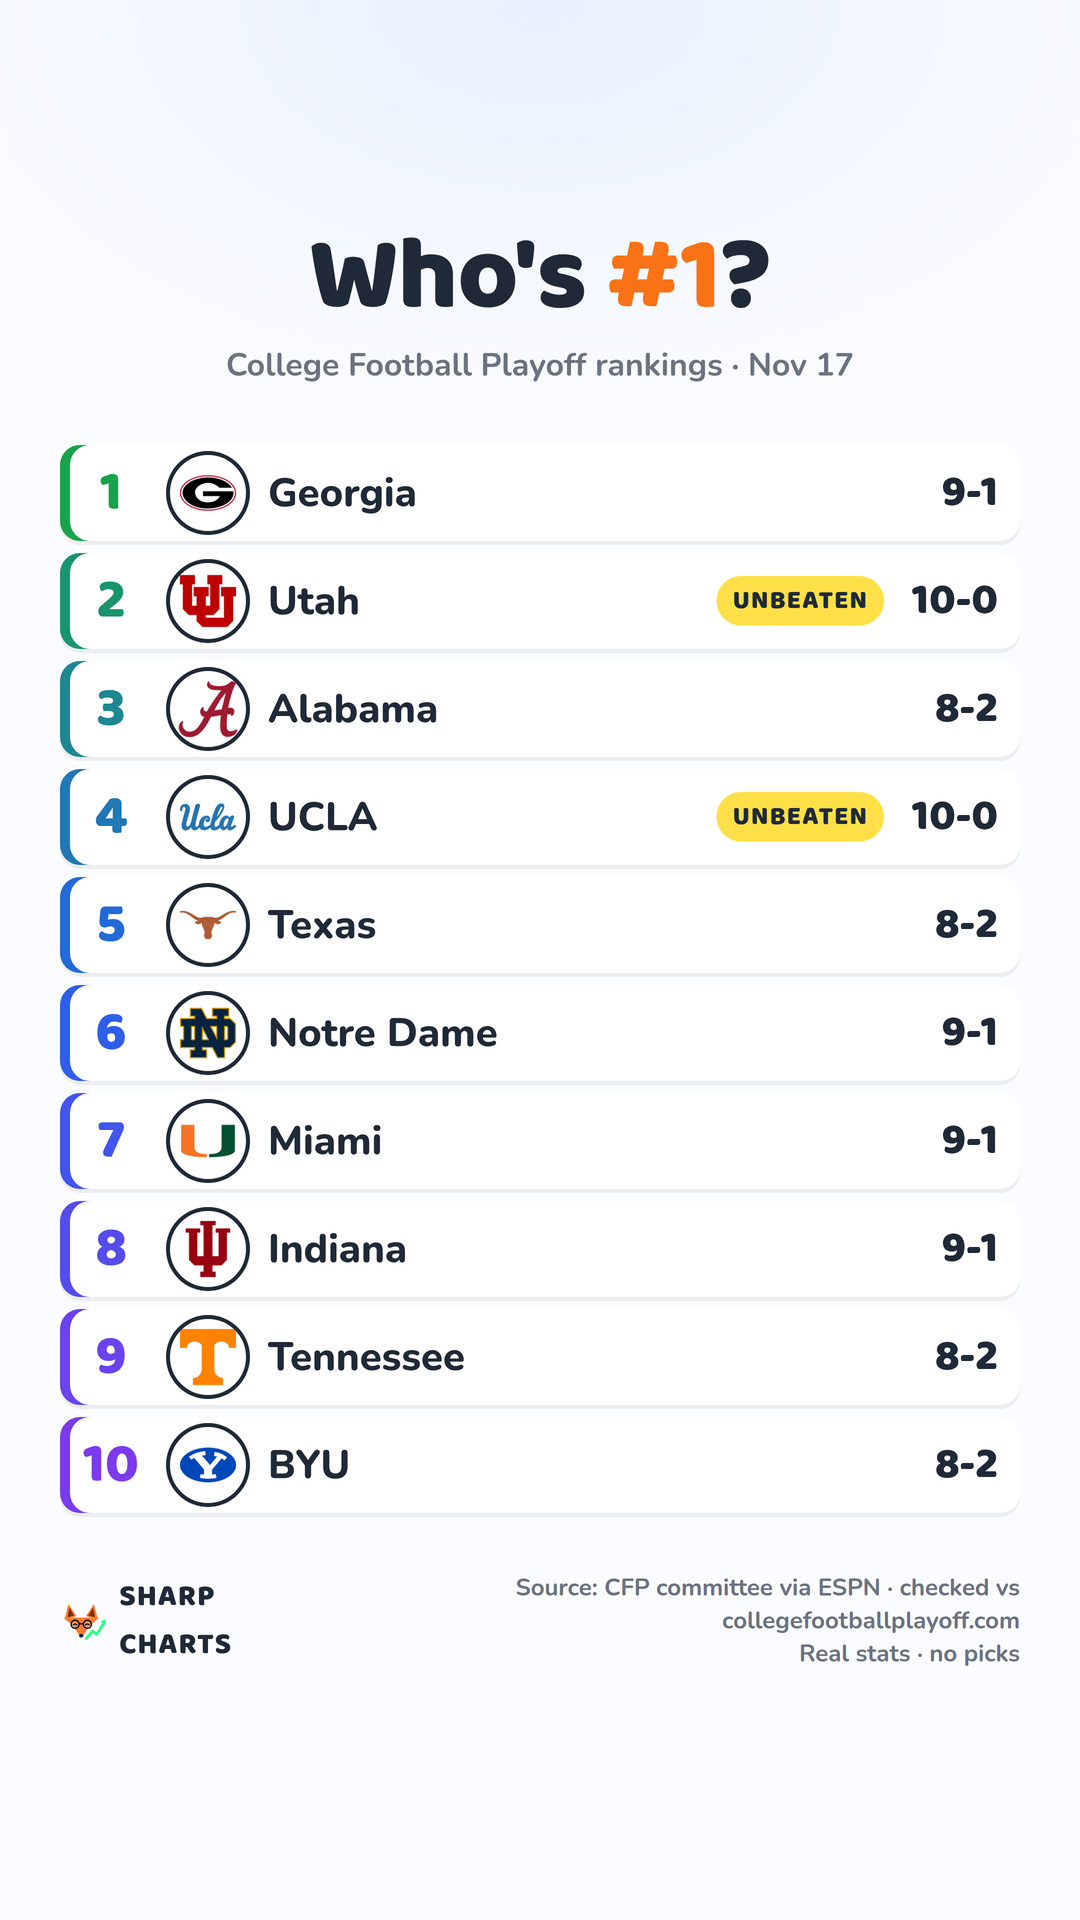 Who's #1?
College Football Playoff rankings · Nov 17
1 G Georgia 9-1
2 UU Utah UNBEATEN 10-0
3 A Alabama 8-2
4 Ucla UCLA UNBEATEN 10-0
5 Texas 8-2
6 ND Notre Dame 9-1
7 U Miami 9-1
8 IU Indiana 9-1
9 T Tennessee 8-2
10 Y BYU 8-2
SHARP
CHARTS
Source: CFP committee via ESPN · checked vs
collegefootballplayoff.com
Real stats · no picks